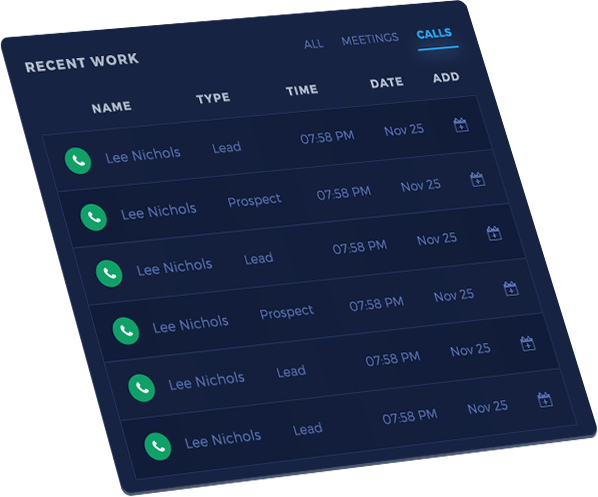 RECENT WORK
ALL MEETINGS CALLS
NAME TYPE TIME DATE ADD
Lee Nichols Lead 07:58 PM Nov 25
Lee Nichols Prospect 07:58 PM Nov 25
Lee Nichols Lead 07:58 PM Nov 25
Lee Nichols Prospect 07:58 PM Nov 25
Lee Nichols Lead 07:58 PM Nov 25
Lee Nichols Lead 07:58 PM Nov 25